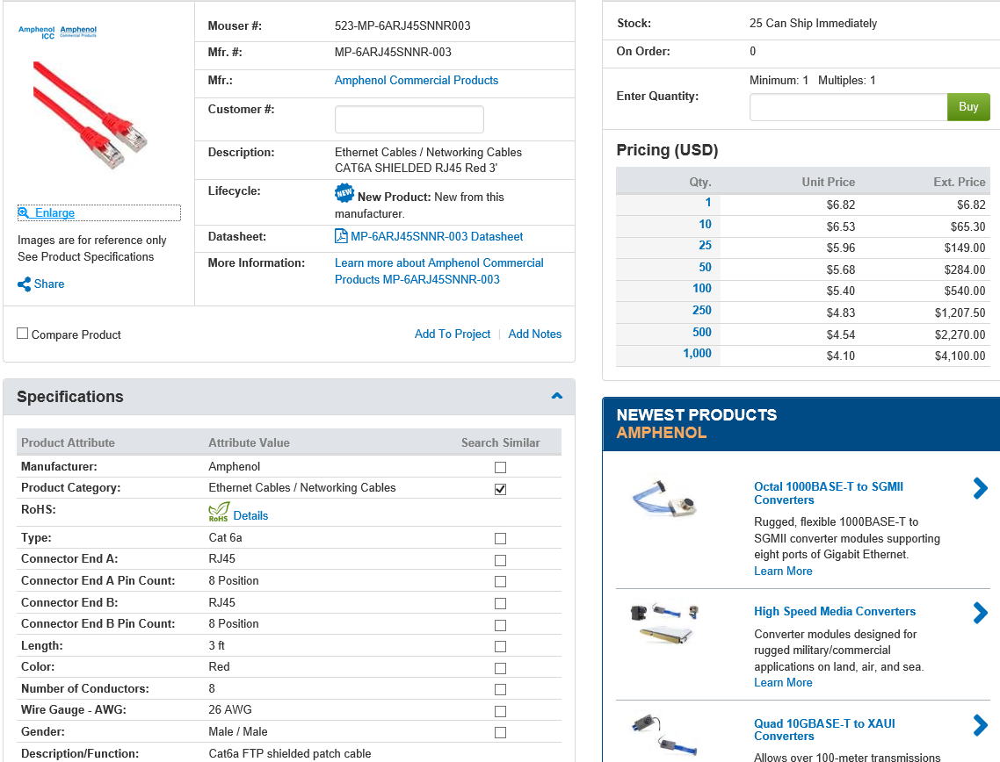 Amphenol ICC
Amphenol
Commercial Products
Enlarge
Images are for reference only
See Product Specifications
Share
Mouser #: 523-MP-6ARJ45SNNR003
Mfr. #: MP-6ARJ45SNNR-003
Mfr.: Amphenol Commercial Products
Customer #:
Description: Ethernet Cables / Networking Cables
CAT6A SHIELDED RJ45 Red 3'
Lifecycle: NEW New Product: New from this
manufacturer.
Datasheet: MP-6ARJ45SNNR-003 Datasheet
More Information: Learn more about Amphenol Commercial
Products MP-6ARJ45SNNR-003
Compare Product
Add To Project | Add Notes
Stock: 25 Can Ship Immediately
On Order: 0
Minimum: 1 Multiples: 1
Enter Quantity:
Buy
Pricing (USD)
Qty. Unit Price Ext. Price
1 $6.82 $6.82
10 $6.53 $65.30
25 $5.96 $149.00
50 $5.68 $284.00
100 $5.40 $540.00
250 $4.83 $1,207.50
500 $4.54 $2,270.00
1,000 $4.10 $4,100.00
Specifications
Product Attribute Attribute Value Search Similar
Manufacturer: Amphenol
Product Category: Ethernet Cables / Networking Cables
RoHS: RoHS Details
Type: Cat 6a
Connector End A: RJ45
Connector End A Pin Count: 8 Position
Connector End B: RJ45
Connector End B Pin Count: 8 Position
Length: 3 ft
Color: Red
Number of Conductors: 8
Wire Gauge - AWG: 26 AWG
Gender: Male / Male
Description/Function: Cat6a FTP shielded patch cable
NEWEST PRODUCTS
AMPHENOL
Octal 1000BASE-T to SGMII
Converters
Rugged, flexible 1000BASE-T to
SGMII converter modules supporting
eight ports of Gigabit Ethernet.
Learn More
High Speed Media Converters
Converter modules designed for
rugged military/commercial
applications on land, air, and sea.
Learn More
Quad 10GBASE-T to XAUI
Converters
Allows over 100-meter transmissions